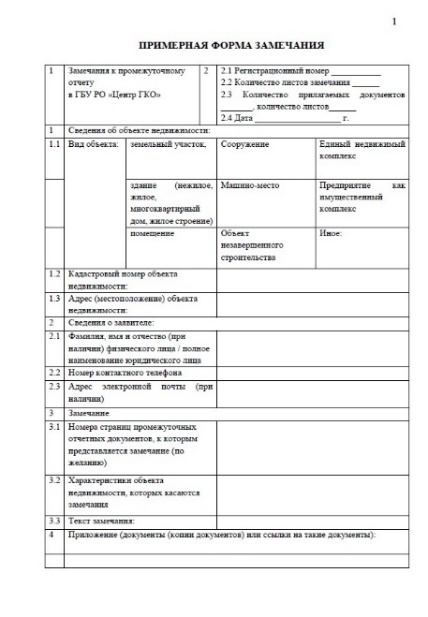 1
ПРИМЕРНАЯ ФОРМА ЗАМЕЧАНИЯ
1 Замечания к промежуточному 2 2.1 Регистрационный номер ___________
отчету 2.2 Количество листов замечания ______
в ГБУ РО «Центр ГКО» 2.3 Количество прилагаемых документов
_______, количество листов______
2.4 Дата ___________________ г.
1 Сведения об объекте недвижимости:
1.1 Вид объекта: земельный участок, Сооружение Единый недвижимый
комплекс
здание (нежилое, Машино-место Предприятие как
жилое, имущественный
многоквартирный комплекс
дом, жилое строение)
помещение Объект Иное:
незавершенного
строительства
1.2 Кадастровый номер объекта
недвижимости:
1.3 Адрес (местоположение) объекта
недвижимости:
2 Сведения о заявителе:
2.1 Фамилия, имя и отчество (при
наличии) физического лица / полное
наименование юридического лица
2.2 Номер контактного телефона
2.3 Адрес электронной почты (при
наличии)
3 Замечание
3.1 Номера страниц промежуточных
отчетных документов, к которым
представляется замечание (по
желанию)
3.2 Характеристики объекта
недвижимости, которых касаются
замечания
3.3 Текст замечания:
4 Приложение (документы (копии документов) или ссылки на такие документы):